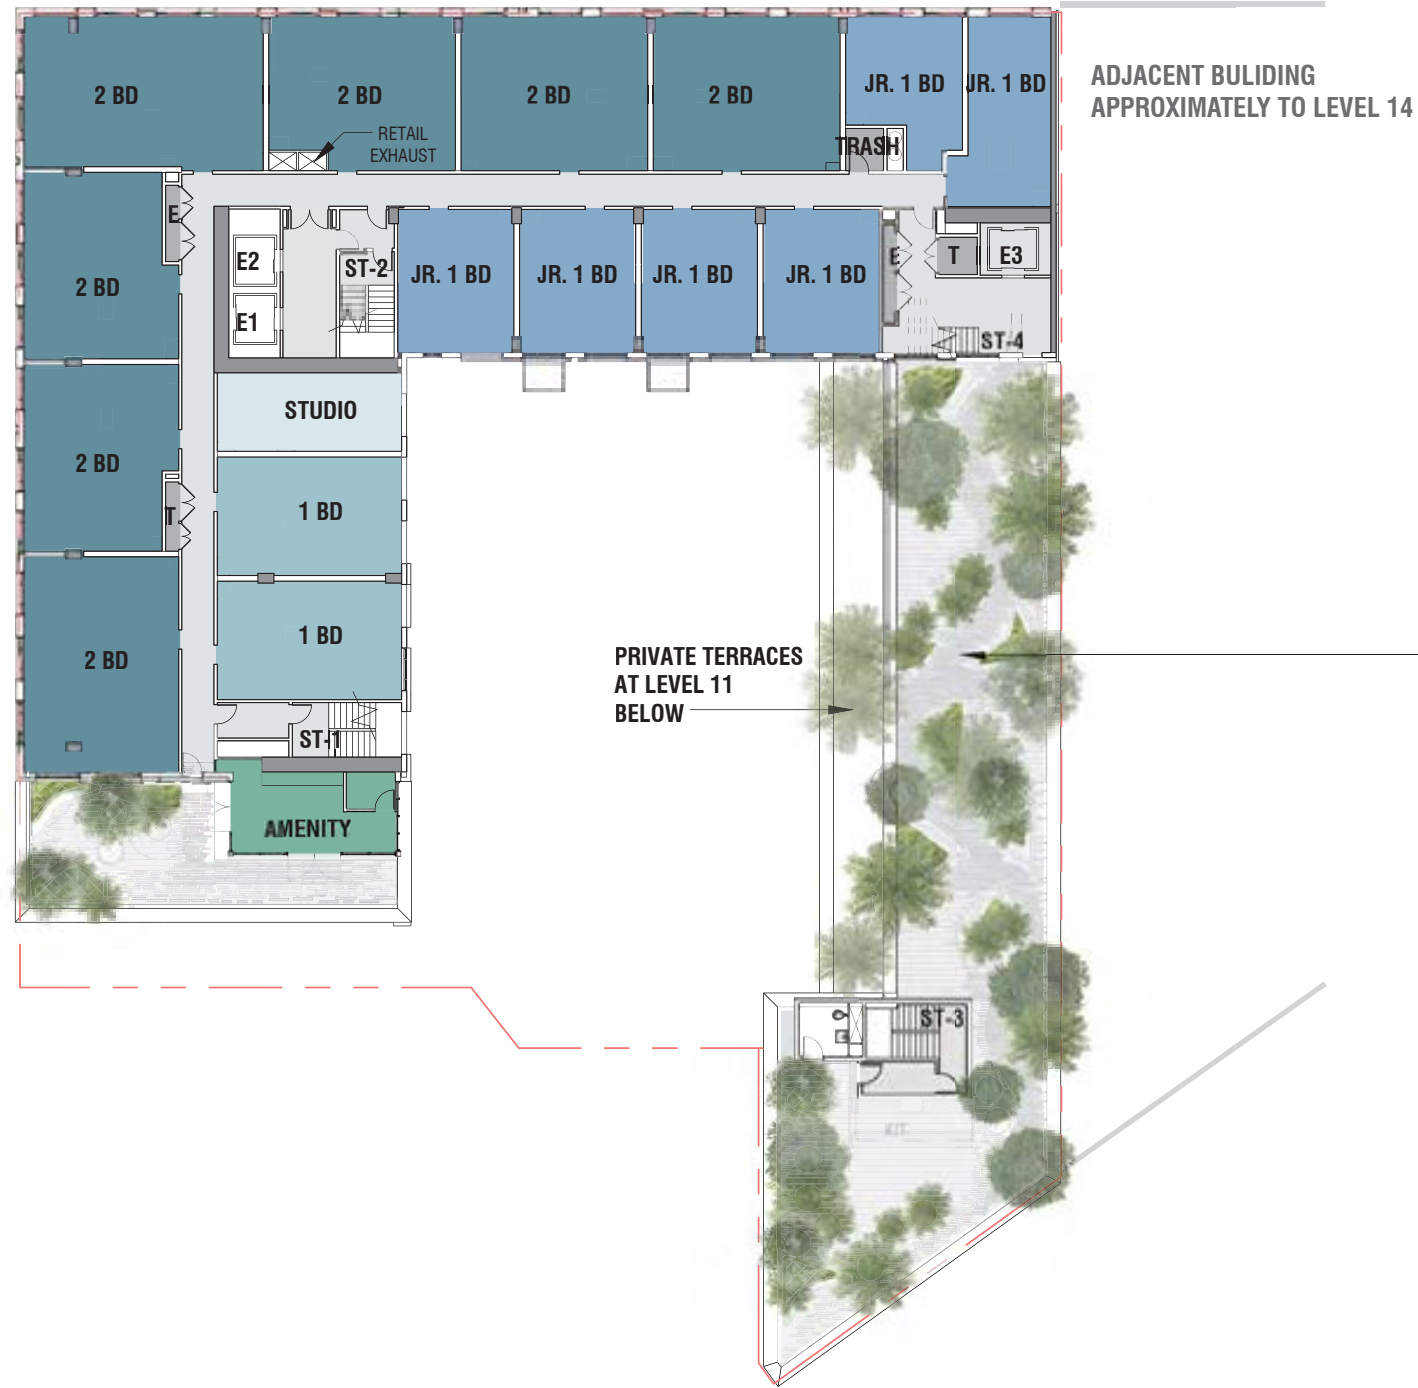 ADJACENT BULIDING
APPROXIMATELY TO LEVEL 14
2 BD
2 BD
2 BD
2 BD
JR. 1 BD
JR. 1 BD
RETAIL
EXHAUST
TRASH
E
E2
E1
ST-2
JR. 1 BD
JR. 1 BD
JR. 1 BD
JR. 1 BD
E
T
E3
ST-4
2 BD
STUDIO
2 BD
T
1 BD
1 BD
2 BD
ST-1
AMENITY
PRIVATE TERRACES
AT LEVEL 11
BELOW
ST-3
KIT